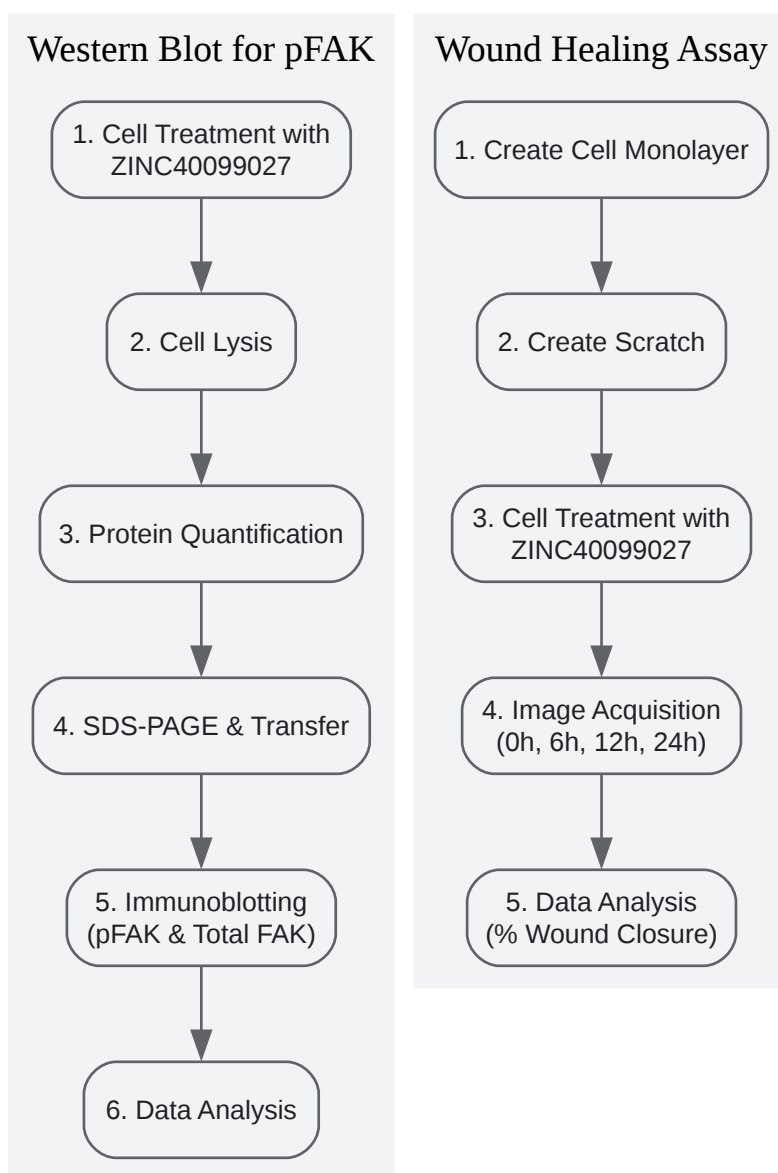 Western Blot for pFAK
1. Cell Treatment with
ZINC40099027
2. Cell Lysis
3. Protein Quantification
4. SDS-PAGE & Transfer
5. Immunoblotting
(pFAK & Total FAK)
6. Data Analysis
Wound Healing Assay
1. Create Cell Monolayer
2. Create Scratch
3. Cell Treatment with
ZINC40099027
4. Image Acquisition
(0h, 6h, 12h, 24h)
5. Data Analysis
(% Wound Closure)